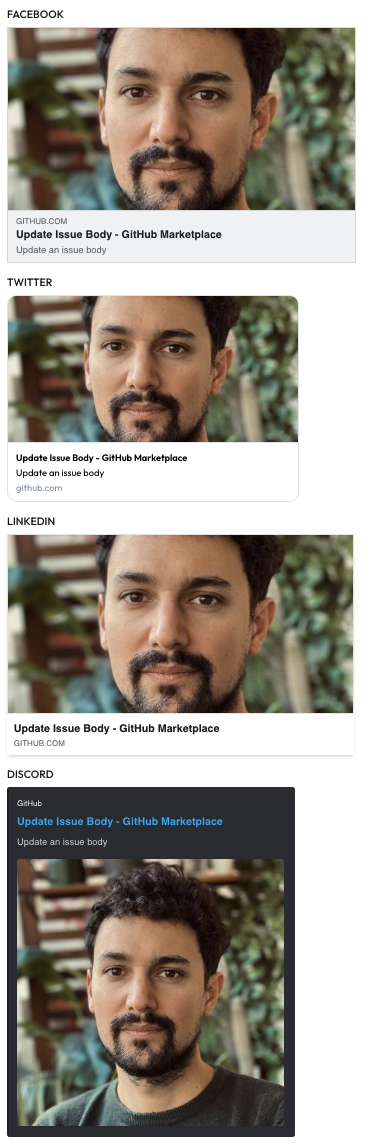 FACEBOOK
GITHUB.COM
Update Issue Body - GitHub Marketplace
Update an issue body
TWITTER
Update Issue Body - GitHub Marketplace
Update an issue body
github.com
LINKEDIN
Update Issue Body - GitHub Marketplace
GITHUB.COM
DISCORD
GitHub
Update Issue Body - GitHub Marketplace
Update an issue body